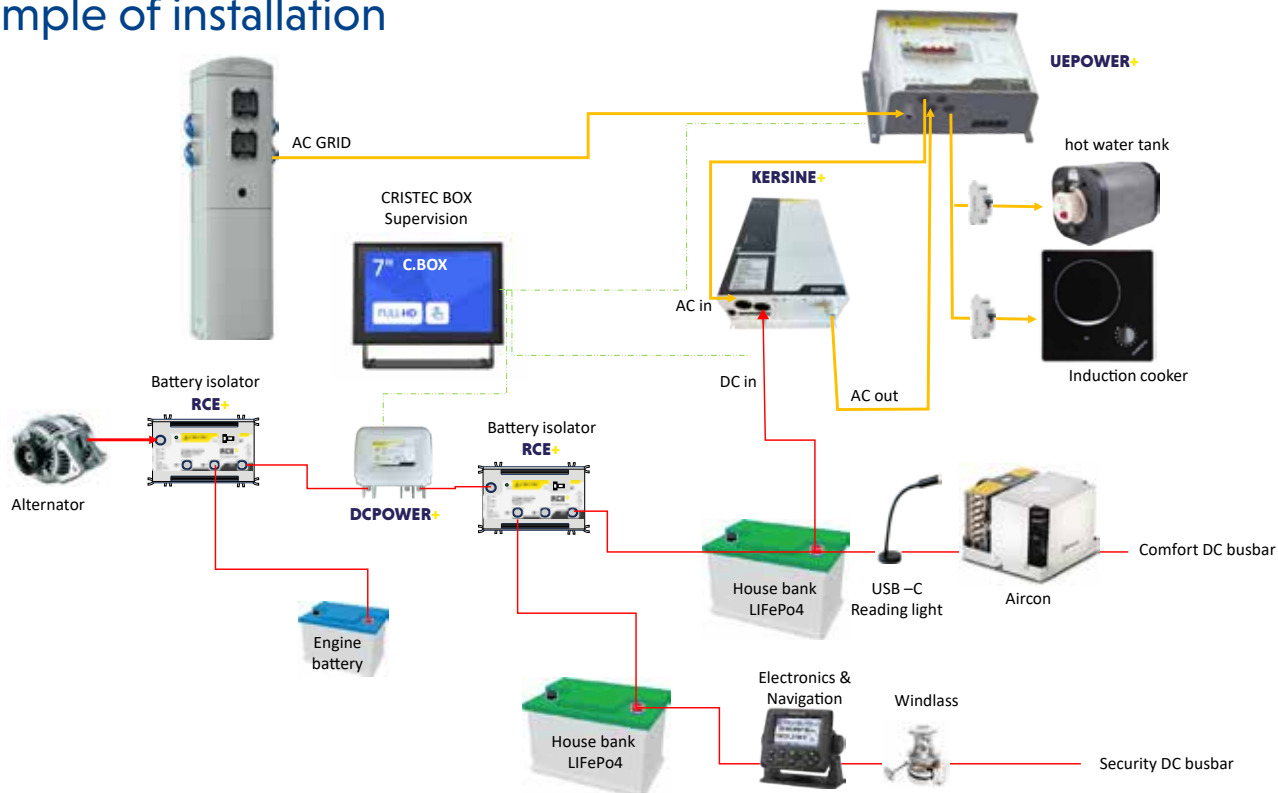 mple of installation
UEPOWER+
AC GRID
hot water tank
KERSINE+
CRISTEC BOX
Supervision
7" C.BOX
FULL HD
AC in
DC in
AC out
Induction cooker
Battery isolator
RCE+
Battery isolator
RCE+
Alternator
DCPOWER+
RCE+
RCE+
Comfort DC busbar
House bank
LIFePo4
USB –C
Reading light
Aircon
Engine
battery
Electronics &
Navigation
Windlass
House bank
LIFePo4
Security DC busbar